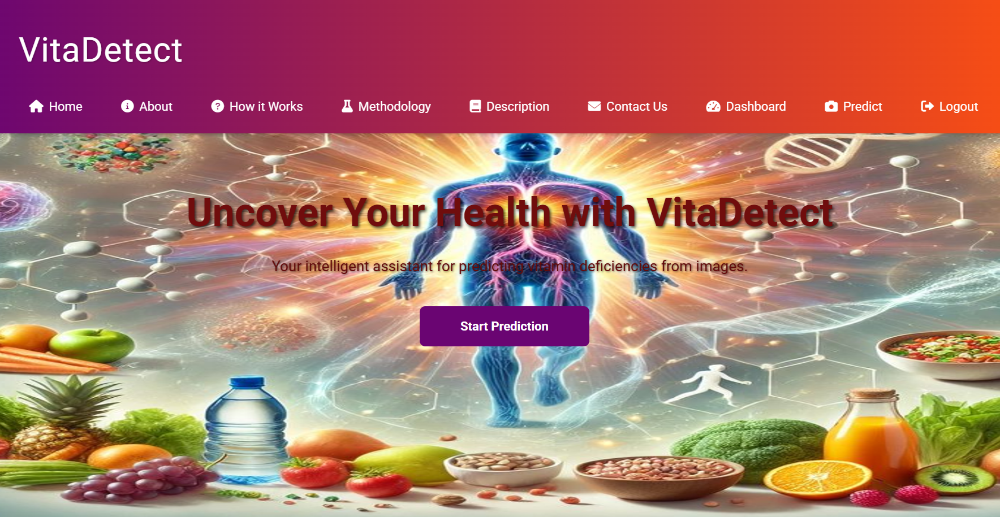 VitaDetect
Home About How it Works Methodology Description Contact Us Dashboard Predict Logout
Uncover Your Health with VitaDetect
Your intelligent assistant for predicting vitamin deficiencies from images.
Start Prediction